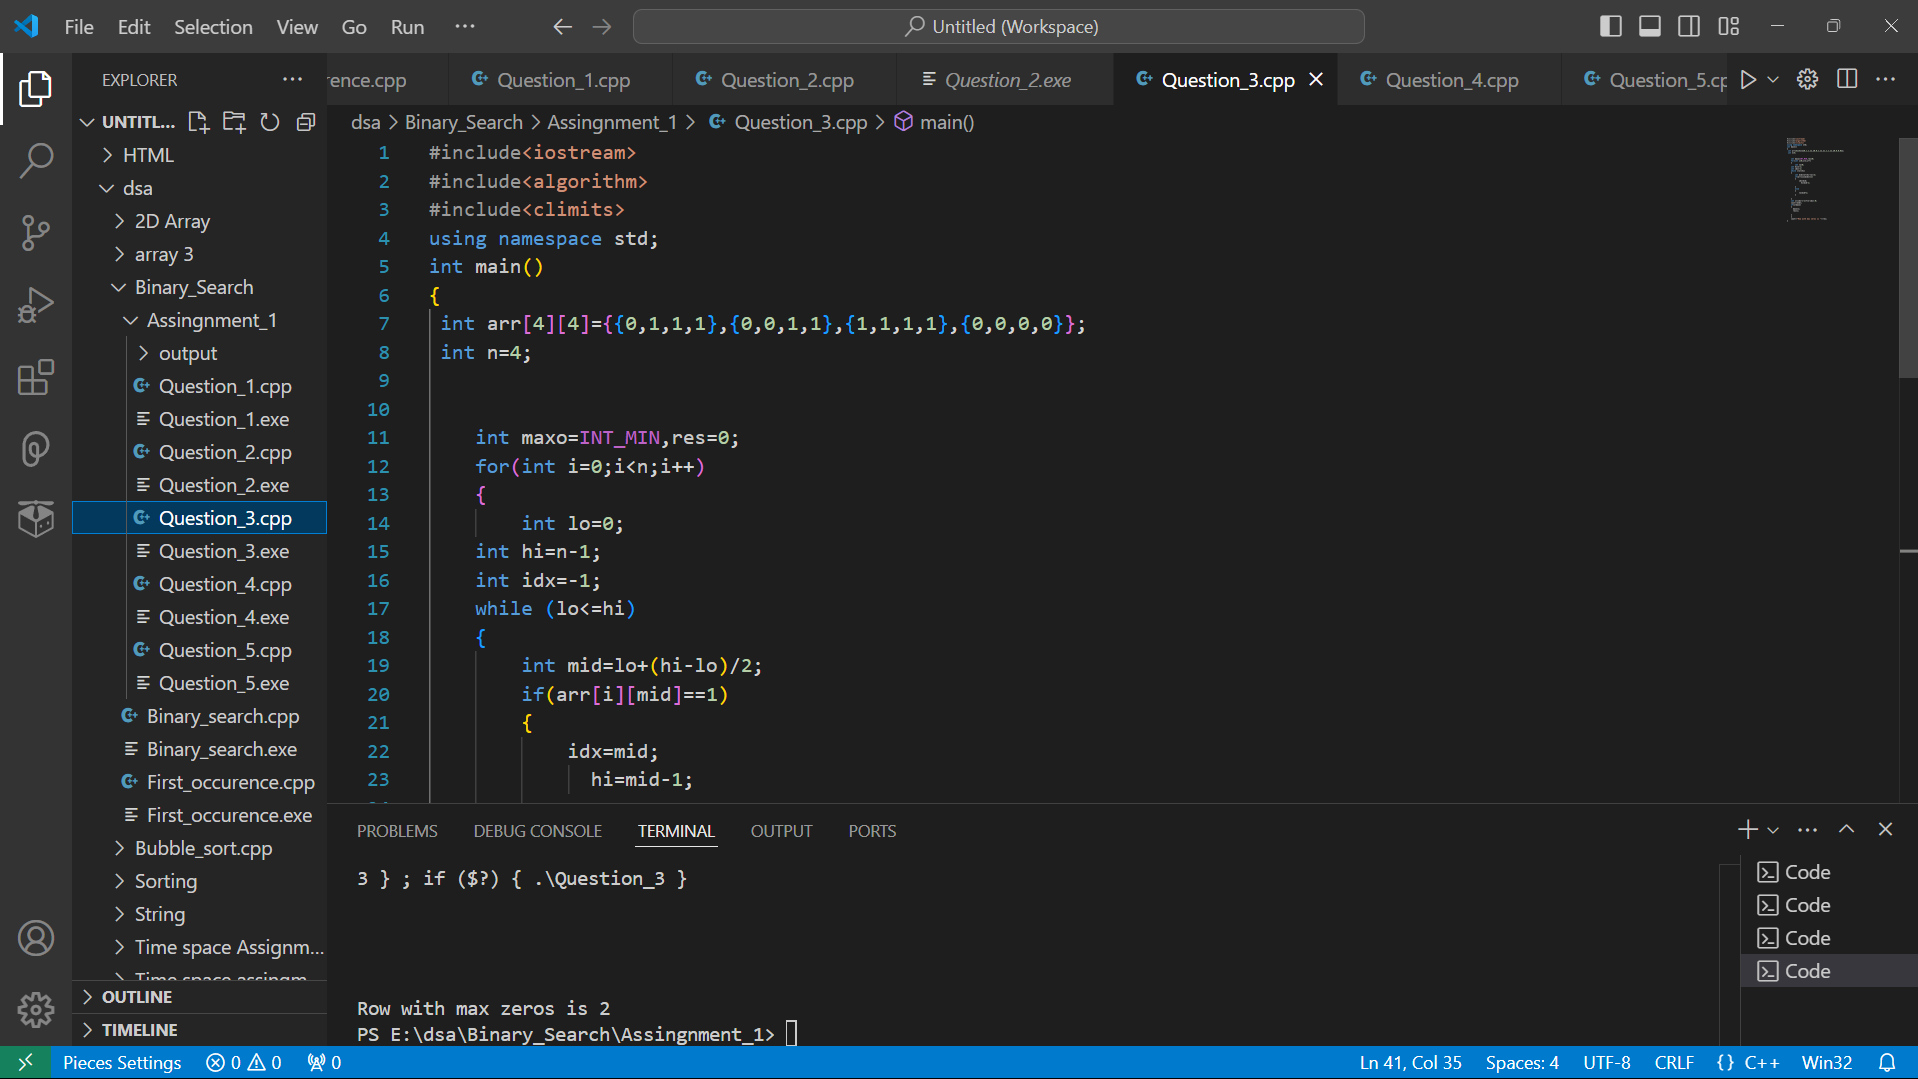 File Edit Selection View Go Run ··· Untitled (Workspace)
EXPLORER ···
rence.cpp Question_1.cpp Question_2.cpp Question_2.exe Question_3.cpp Question_4.cpp Question_5.cp
UNTITL...
dsa > Binary_Search > Assingnment_1 > Question_3.cpp > main()
HTML
dsa
2D Array
array 3
Binary_Search
Assingnment_1
output
Question_1.cpp
Question_1.exe
Question_2.cpp
Question_2.exe
Question_3.cpp
Question_3.exe
Question_4.cpp
Question_4.exe
Question_5.cpp
Question_5.exe
Binary_search.cpp
Binary_search.exe
First_occurence.cpp
First_occurence.exe
Bubble_sort.cpp
Sorting
String
Time space Assignm...
Time space assingm
OUTLINE
TIMELINE
1 #include<iostream>
2 #include<algorithm>
3 #include<climits>
4 using namespace std;
5 int main()
6 {
7 int arr[4][4]={{0,1,1,1},{0,0,1,1},{1,1,1,1},{0,0,0,0}};
8 int n=4;
9
10
11 int maxo=INT_MIN,res=0;
12 for(int i=0;i<n;i++)
13 {
14 int lo=0;
15 int hi=n-1;
16 int idx=-1;
17 while (lo<=hi)
18 {
19 int mid=lo+(hi-lo)/2;
20 if(arr[i][mid]==1)
21 {
22 idx=mid;
23 hi=mid-1;
PROBLEMS DEBUG CONSOLE TERMINAL OUTPUT PORTS
3 } ; if ($?) { .\Question_3 }
Row with max zeros is 2
PS E:\dsa\Binary_Search\Assingnment_1>
Code
Code
Code
Code
Pieces Settings 0 0 0 Ln 41, Col 35 Spaces: 4 UTF-8 CRLF {} C++ Win32